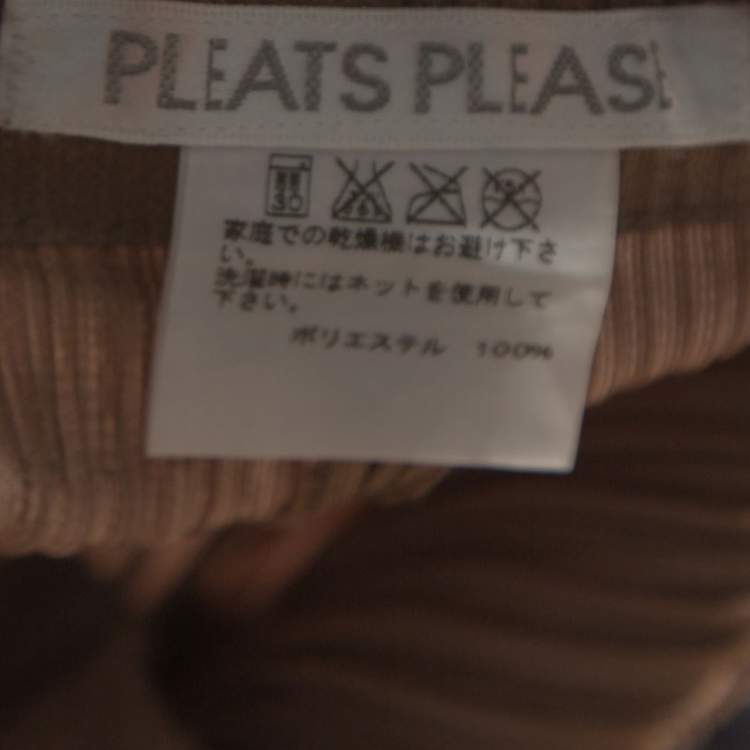 PLEATS PLEASE
30
家庭での乾燥機はお避け下さ
い。
洗濯時にはネットを使用して
下さい。
ポリエステル 100%